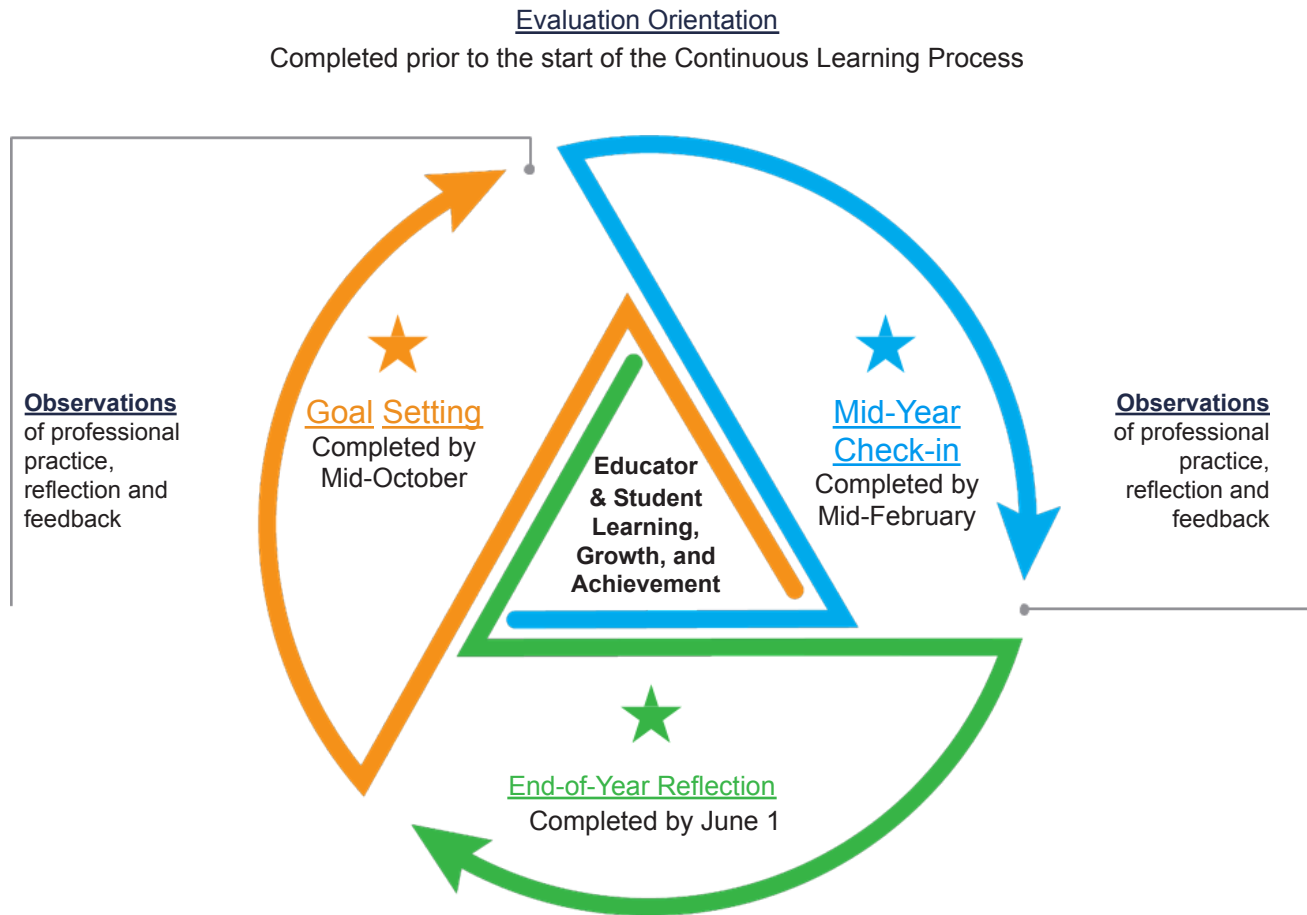 Evaluation Orientation
Completed prior to the start of the Continuous Learning Process
Observations
of professional
practice,
reflection and
feedback
Goal Setting
Completed by
Mid-October
Educator
& Student
Learning,
Growth, and
Achievement
Mid-Year
Check-in
Completed by
Mid-February
Observations
of professional
practice,
reflection and
feedback
End-of-Year Reflection
Completed by June 1